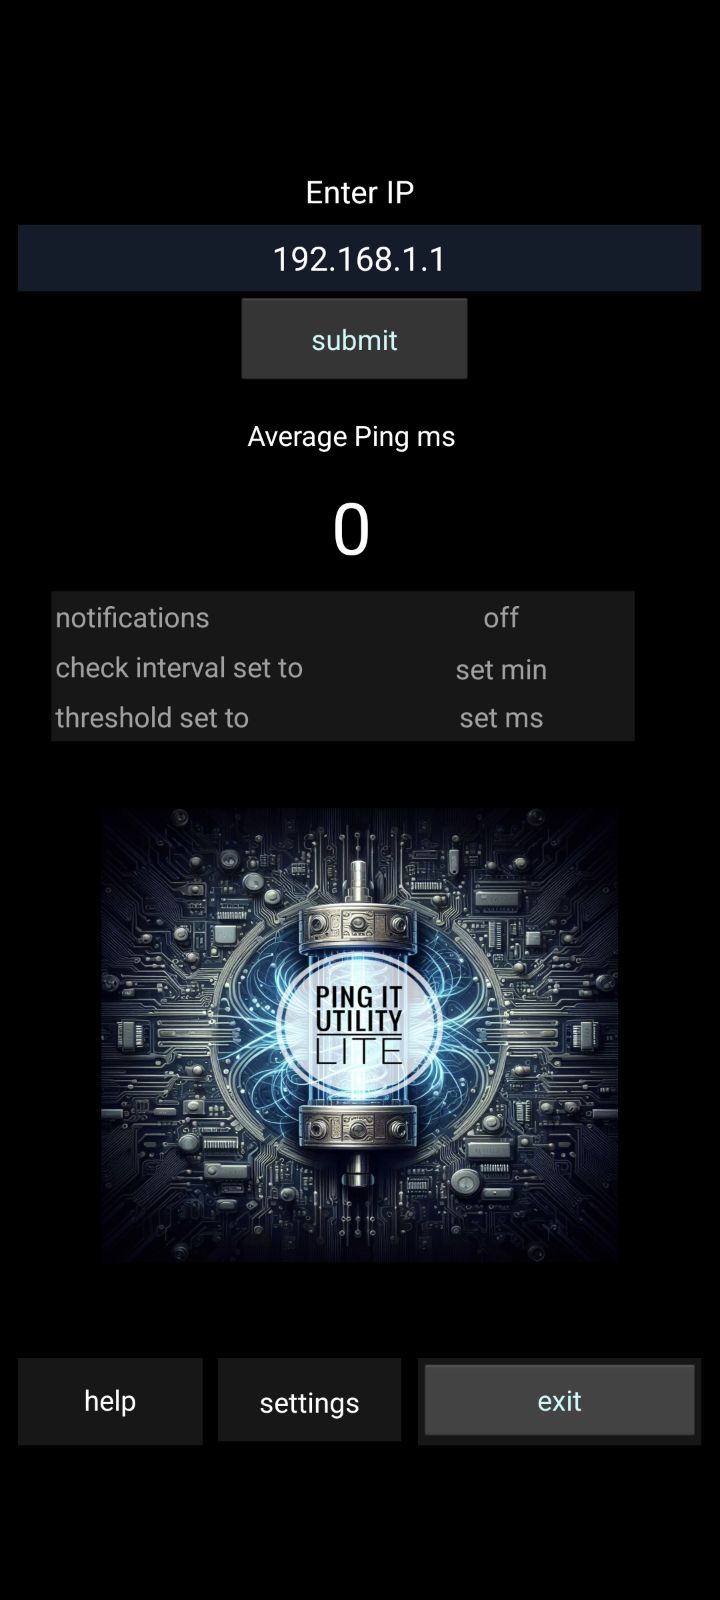 Enter IP
192.168.1.1
submit
Average Ping ms
0
notifications off
check interval set to set min
threshold set to set ms
PING IT
UTILITY
LITE
help settings exit